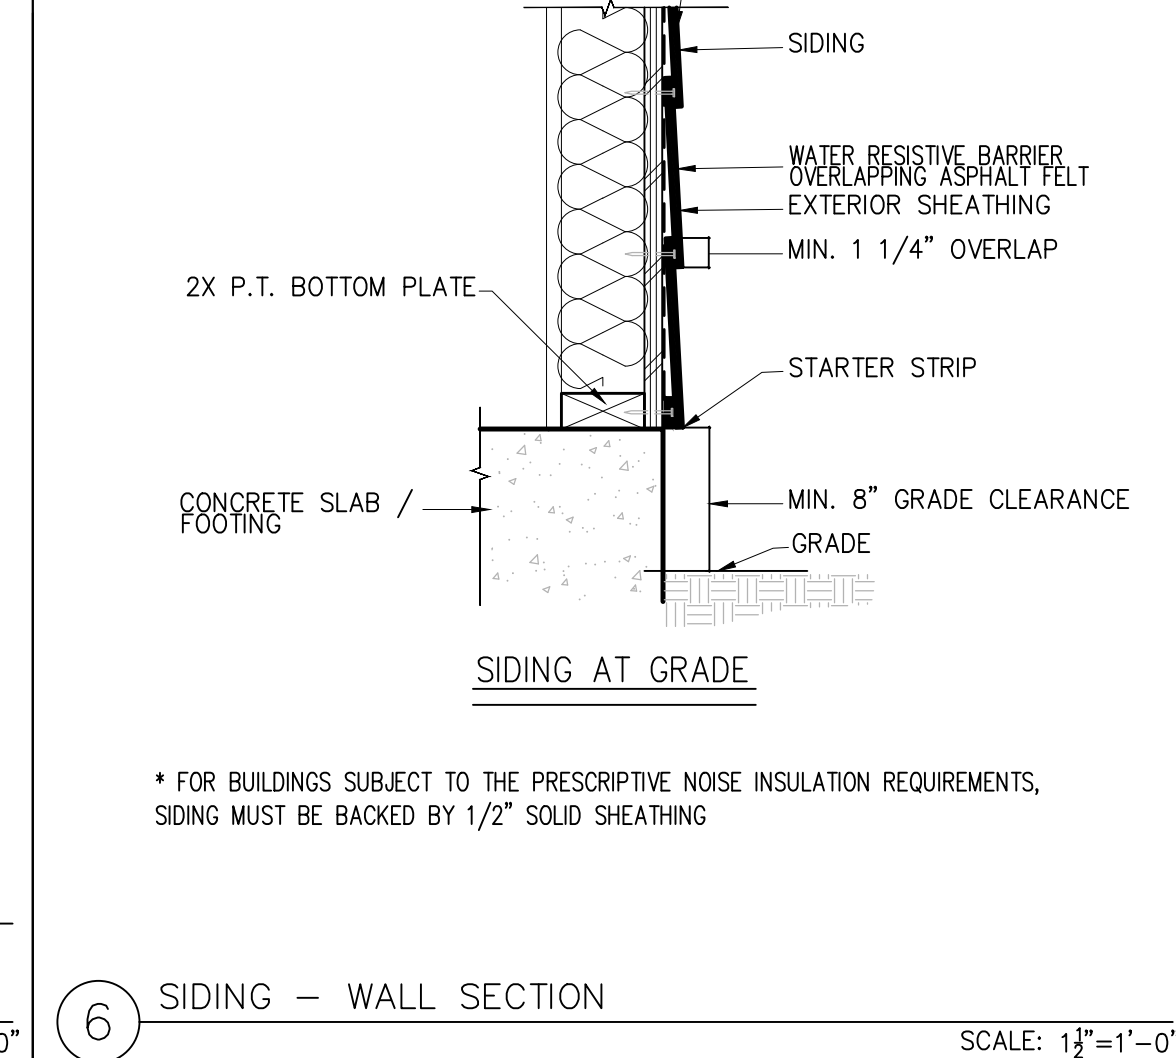 SIDING
WATER RESISTIVE BARRIER
OVERLAPPING ASPHALT FELT
EXTERIOR SHEATHING
MIN. 1 1/4" OVERLAP
2X P.T. BOTTOM PLATE
STARTER STRIP
CONCRETE SLAB /
FOOTING
MIN. 8" GRADE CLEARANCE
GRADE
SIDING AT GRADE
* FOR BUILDINGS SUBJECT TO THE PRESCRIPTIVE NOISE INSULATION REQUIREMENTS,
SIDING MUST BE BACKED BY 1/2" SOLID SHEATHING
6
SIDING – WALL SECTION
0"
SCALE: 1½"=1'-0'